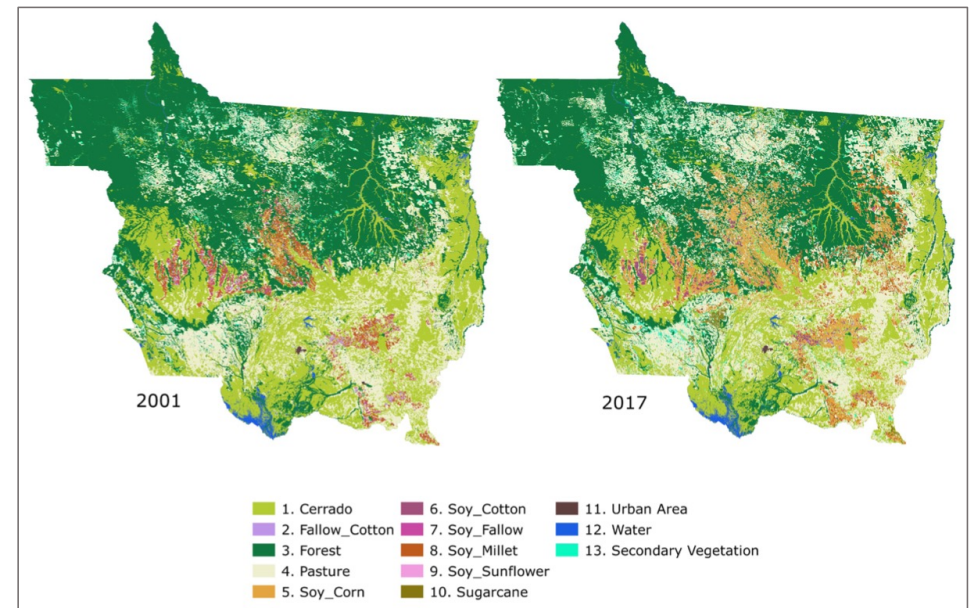 2001
2017
1. Cerrado
2. Fallow_Cotton
3. Forest
4. Pasture
5. Soy_Corn
6. Soy_Cotton
7. Soy_Fallow
8. Soy_Millet
9. Soy_Sunflower
10. Sugarcane
11. Urban Area
12. Water
13. Secondary Vegetation